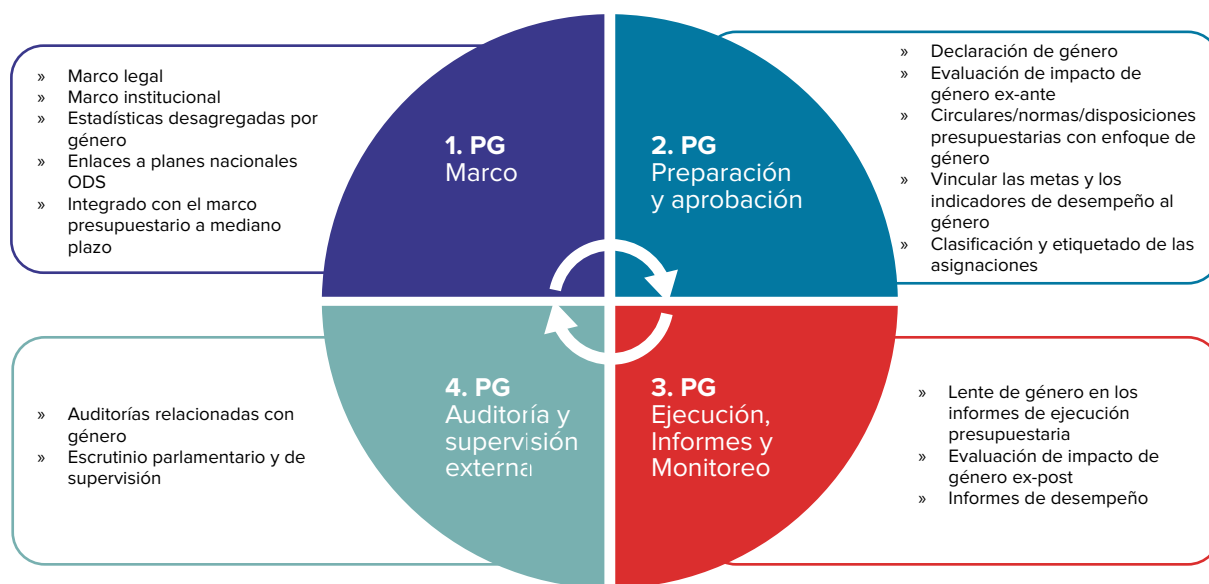 » Marco legal
» Marco institucional
» Estadísticas desagregadas por
género
» Enlaces a planes nacionales
ODS
» Integrado con el marco
presupuestario a mediano
plazo
1. PG
Marco
2. PG
Preparación
y aprobación
» Declaración de género
» Evaluación de impacto de
género ex-ante
» Circulares/normas/disposiciones
presupuestarias con enfoque de
género
» Vincular las metas y los
indicadores de desempeño al
género
» Clasificación y etiquetado de las
asignaciones
» Auditorías relacionadas con
género
» Escrutinio parlamentario y de
supervisión
4. PG
Auditoría y
supervisión
externa
3. PG
Ejecución,
Informes y
Monitoreo
» Lente de género en los
informes de ejecución
presupuestaria
» Evaluación de impacto de
género ex-post
» Informes de desempeño